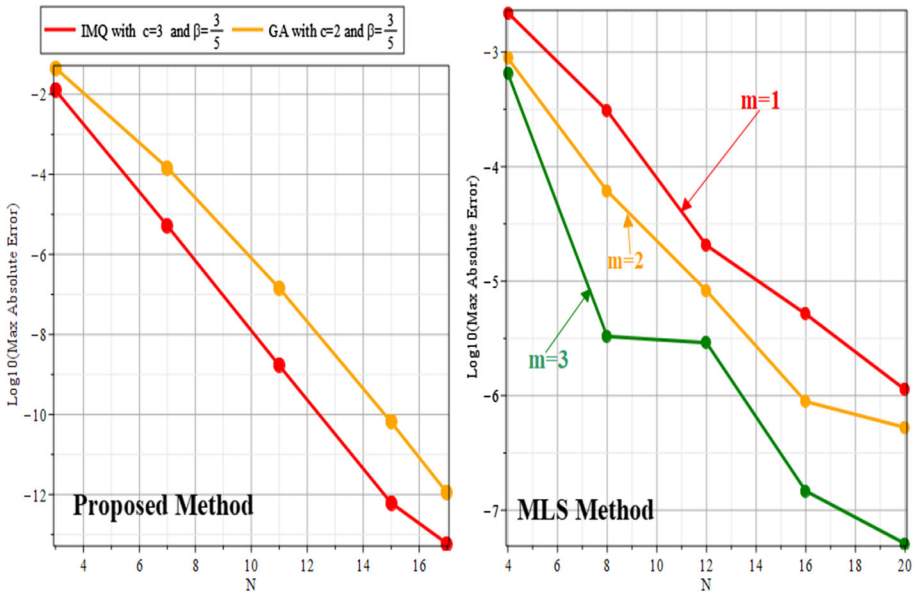 IMQ with c=3 and β=3/5 GA with c=2 and β=3/5
Log10(Max Absolute Error)
−2
−4
−6
−8
−10
−12
4 6 8 10 12 14 16
N
Proposed Method
Log10(Max Absolute Error)
−3
−4
−5
−6
−7
4 6 8 10 12 14 16 18 20
N
m=1
m=2
m=3
MLS Method